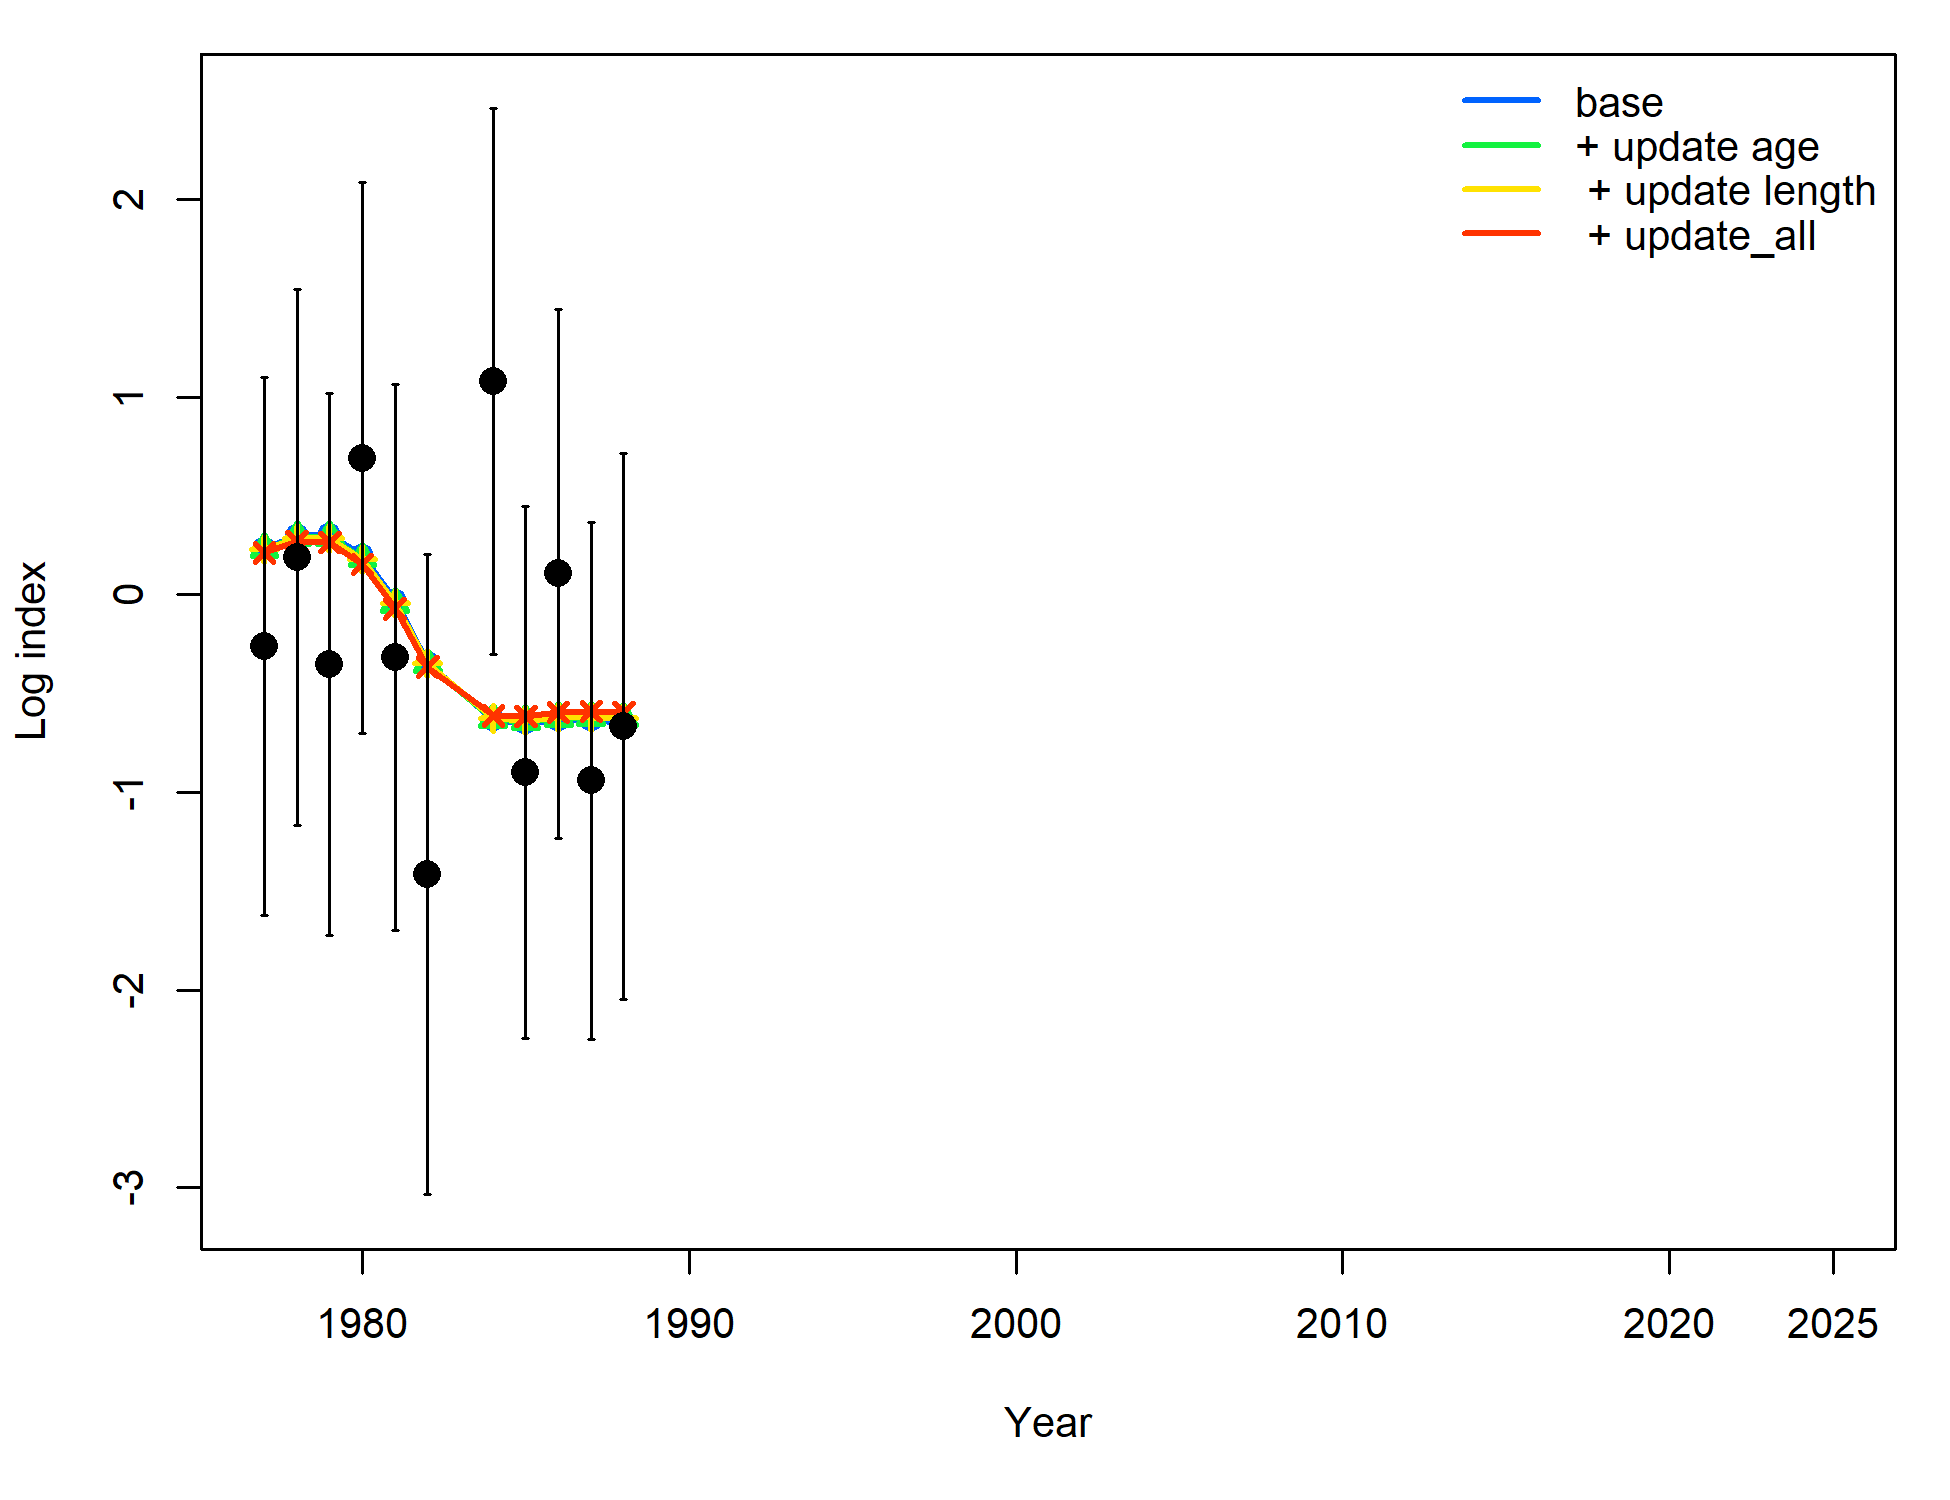 base
+ update age
+ update length
+ update_all
Log index
2
1
0
-1
-2
-3
1980 1990 2000 2010 2020 2025
Year